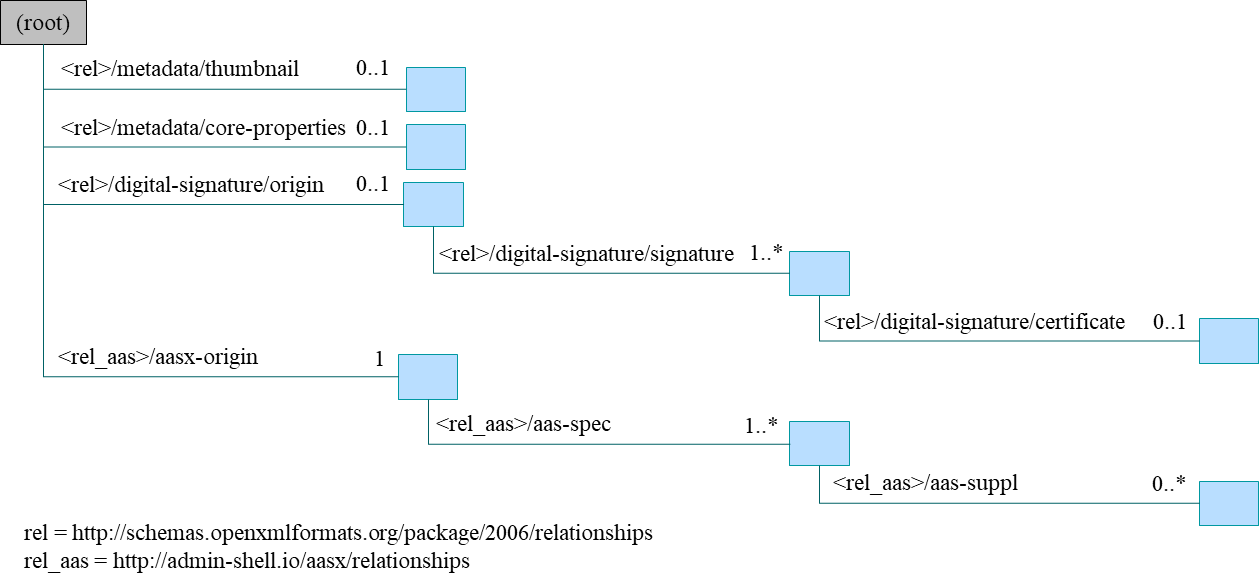 (root)
<rel>/metadata/thumbnail 0..1
<rel>/metadata/core-properties 0..1
<rel>/digital-signature/origin 0..1
<rel>/digital-signature/signature 1..*
<rel>/digital-signature/certificate 0..1
<rel_aas>/aasx-origin 1
<rel_aas>/aas-spec 1..*
<rel_aas>/aas-suppl 0..*
rel = http://schemas.openxmlformats.org/package/2006/relationships
rel_aas = http://admin-shell.io/aasx/relationships